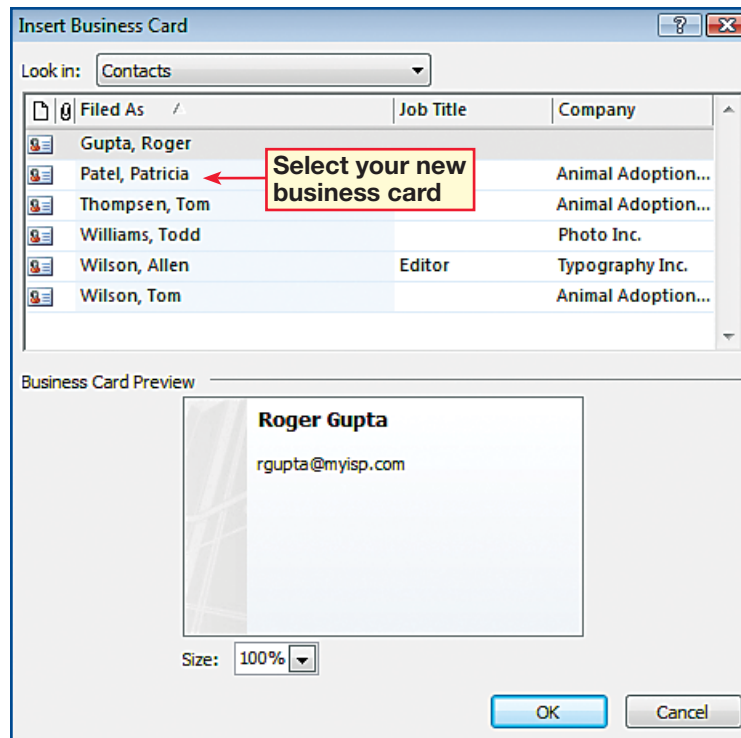 Insert Business Card
Look in: Contacts
Filed As Job Title Company
Gupta, Roger
Patel, Patricia Animal Adoption...
Select your new
business card
Thompsen, Tom Animal Adoption...
Williams, Todd Photo Inc.
Wilson, Allen Editor Typography Inc.
Wilson, Tom Animal Adoption...
Business Card Preview
Roger Gupta
rgupta@myisp.com
Size: 100%
OK Cancel